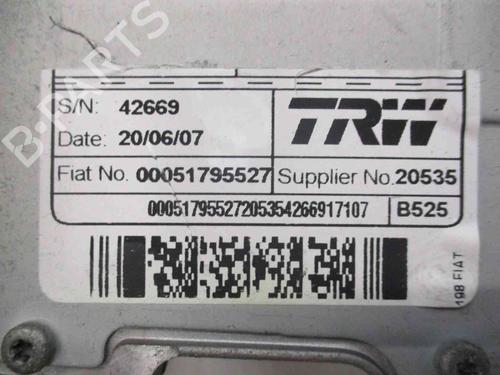 S/N: 42669
TRW
Date: 20/06/07
Fiat No. 00051795527
Supplier No. 20535
00051795527205354266917107
B525
198 FIAT
B-PARTS